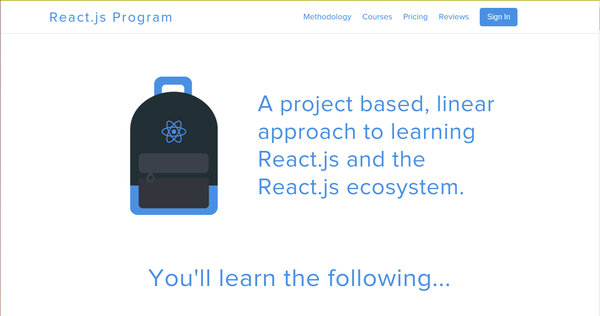 React.js Program
Methodology Courses Pricing Reviews Sign In
A project based, linear
approach to learning
React.js and the
React.js ecosystem.
You'll learn the following...